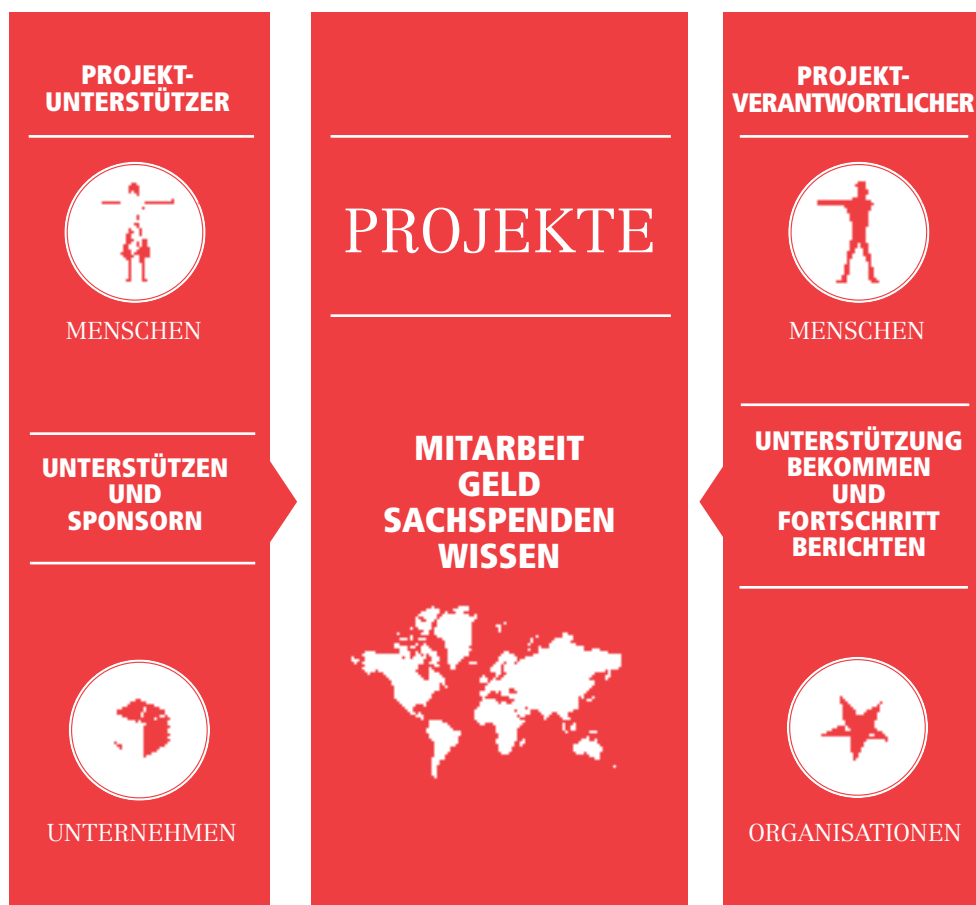 PROJEKT-
UNTERSTÜTZER
MENSCHEN
UNTERSTÜTZEN
UND
SPONSORN
UNTERNEHMEN
PROJEKTE
MITARBEIT
GELD
SACHSPENDEN
WISSEN
PROJEKT-
VERANTWORTLICHER
MENSCHEN
UNTERSTÜTZUNG
BEKOMMEN
UND
FORTSCHRITT
BERICHTEN
ORGANISATIONEN